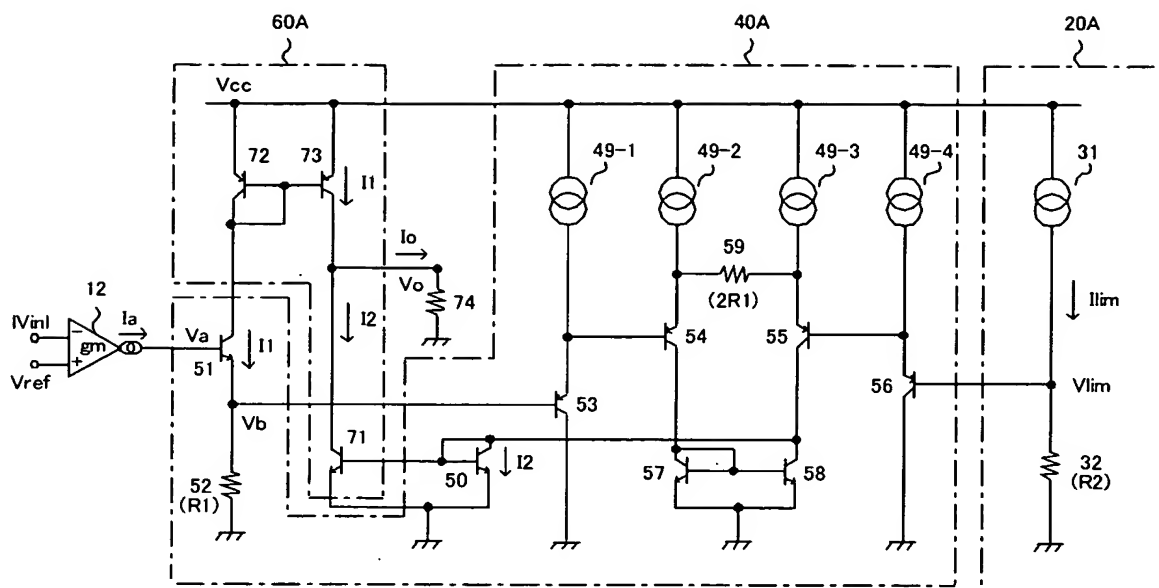 60A
40A
20A
Vcc
72
73
I1
49-1
49-2
49-3
49-4
31
Io
Vo
74
59
(2R1)
Ilim
12
Ia
Va
I1
I2
|Vin|
gm
Vref
51
54
55
56
Vlim
Vb
53
71
50
I2
57
58
52
(R1)
32
(R2)